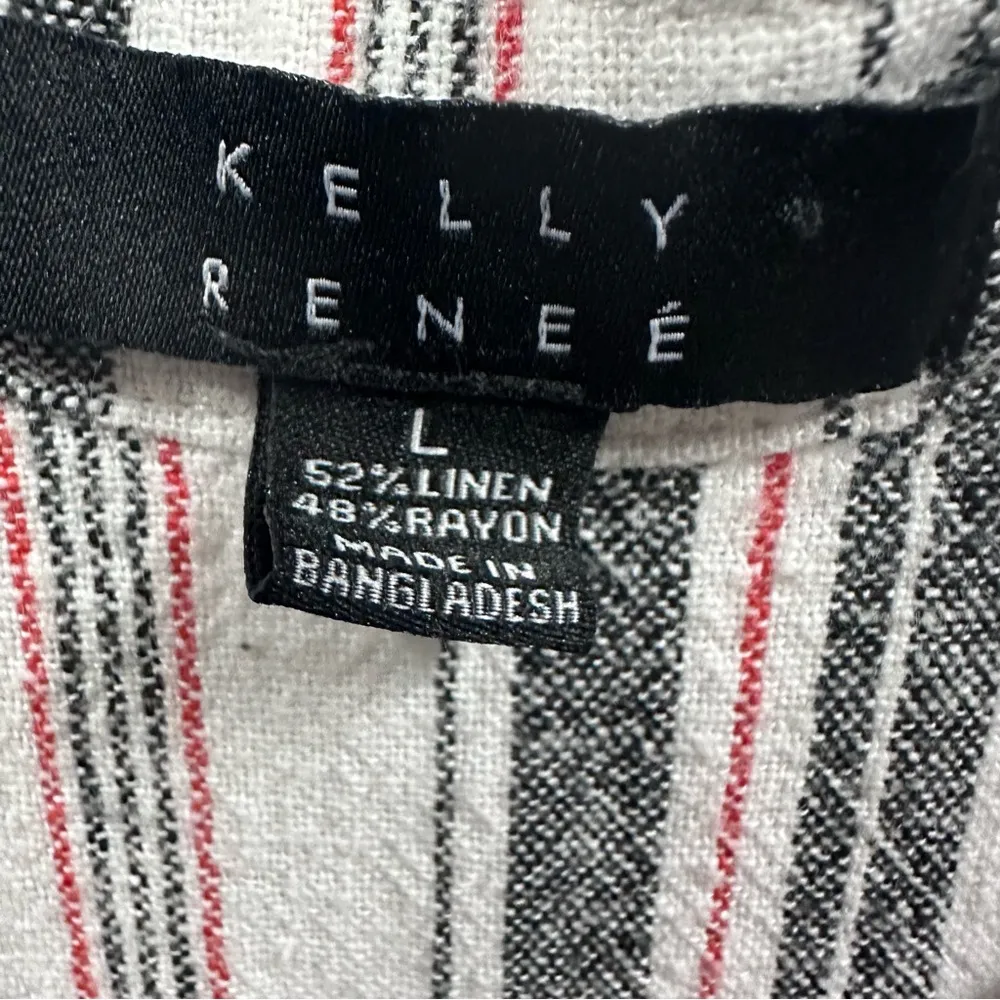 KELLY
RENEÉ
L
52% LINEN
48% RAYON
MADE IN
BANGLADESH